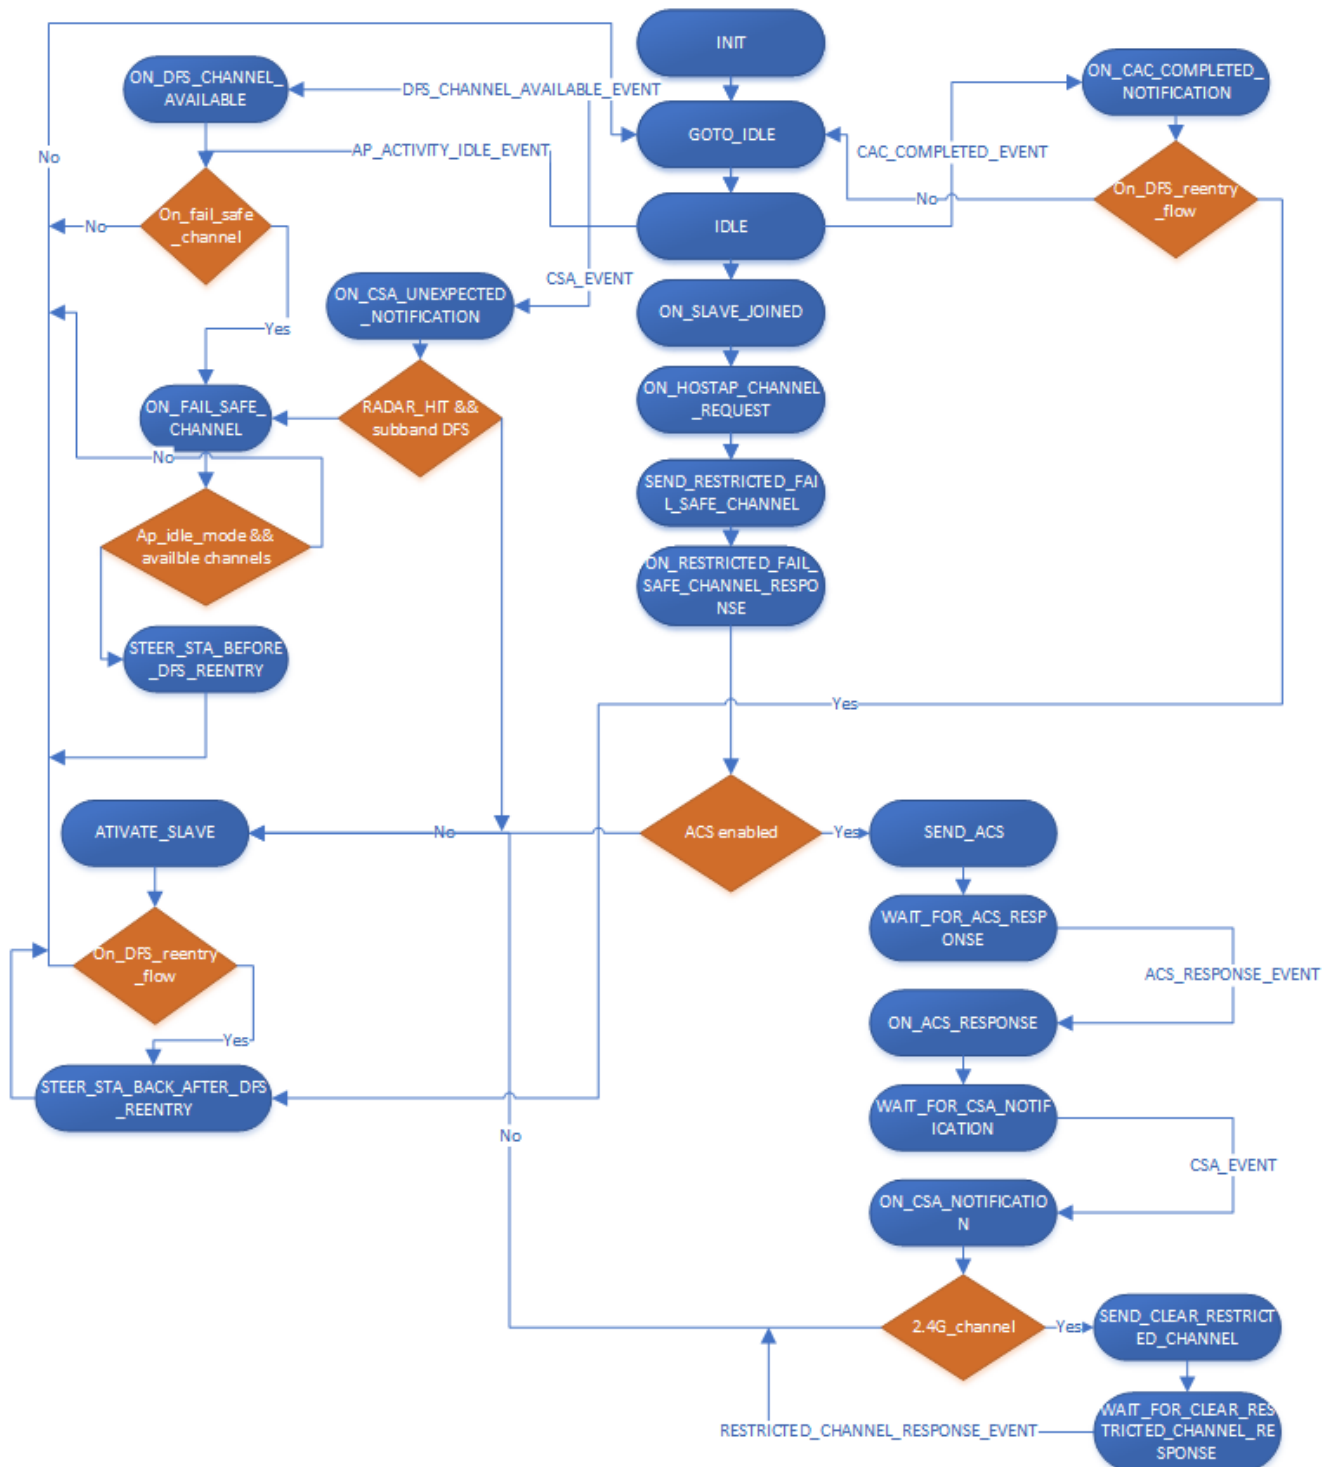 INIT
ON_DFS_CHANNEL_
AVAILABLE
DFS_CHANNEL_AVAILABLE_EVENT
ON_CAC_COMPLETED_
NOTIFICATION
GOTO_IDLE
No
AP_ACTIVITY_IDLE_EVENT
CAC_COMPLETED_EVENT
On_fail_safe
_channel
No
IDLE
No
On_DFS_reentry
_flow
CSA_EVENT
ON_CSA_UNEXPECTED
_NOTIFICATION
ON_SLAVE_JOINED
Yes
ON_FAIL_SAFE_
CHANNEL
RADAR_HIT &&
subband DFS
ON_HOSTAP_CHANNEL
_REQUEST
No
SEND_RESTRICTED_FAI
L_SAFE_CHANNEL
Ap_idle_mode &&
availble channels
ON_RESTRICTED_FAIL_
SAFE_CHANNEL_RESPO
NSE
STEER_STA_BEFORE
_DFS_REENTRY
Yes
ATIVATE_SLAVE
No
ACS enabled
Yes
SEND_ACS
WAIT_FOR_ACS_RESP
ONSE
On_DFS_reentry
_flow
ACS_RESPONSE_EVENT
ON_ACS_RESPONSE
Yes
STEER_STA_BACK_AFTER_DFS
_REENTRY
WAIT_FOR_CSA_NOTIF
ICATION
No
CSA_EVENT
ON_CSA_NOTIFICATIO
N
2.4G_channel
Yes
SEND_CLEAR_RESTRICT
ED_CHANNEL
RESTRICTED_CHANNEL_RESPONSE_EVENT
WAIT_FOR_CLEAR_RES
TRICTED_CHANNEL_RE
SPONSE